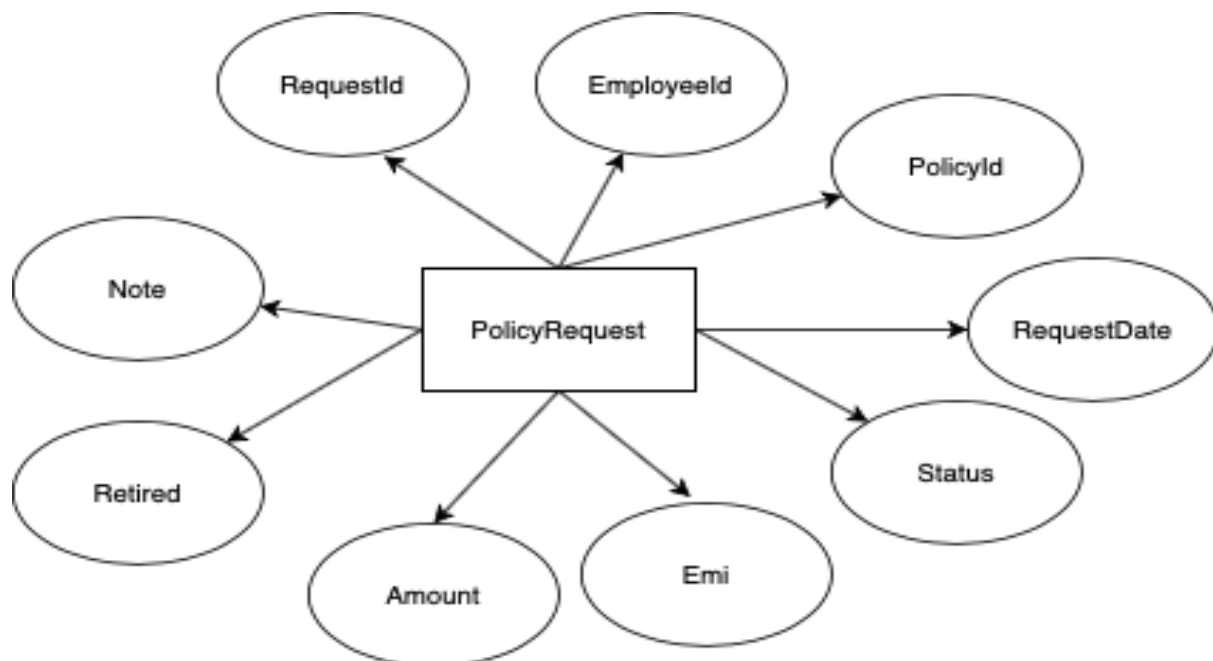 RequestId
EmployeeId
PolicyId
Note
PolicyRequest
RequestDate
Retired
Status
Amount
Emi